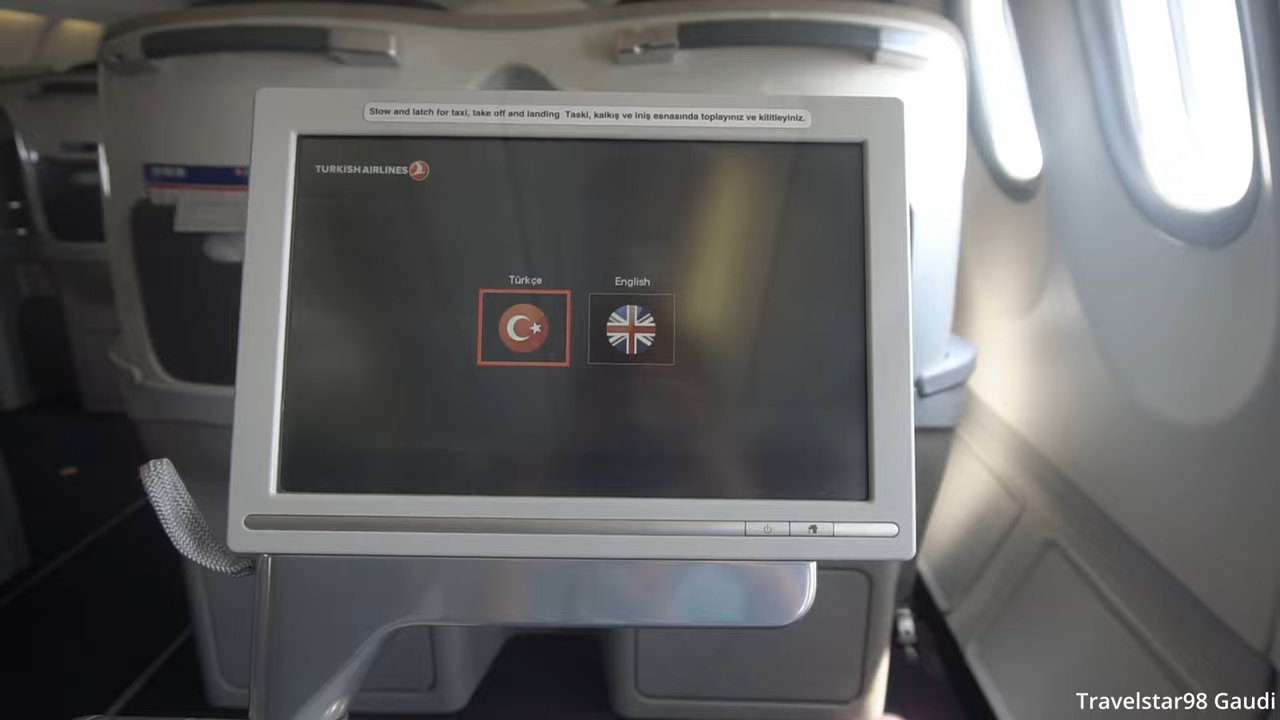 Stow and latch for taxi, take off and landing Taski, kalkış ve iniş esnasında toplayınız ve kilitleyiniz.
TURKISH AIRLINES
Türkçe English
Travelstar98 Gaudi